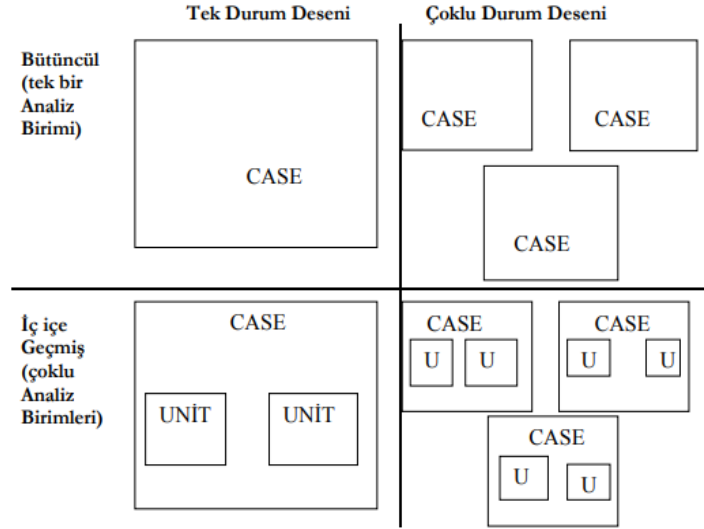 Tek Durum Deseni
Çoklu Durum Deseni
Bütüncül
(tek bir
Analiz
Birimi)
CASE
CASE
CASE
CASE
İç içe
Geçmiş
(çoklu
Analiz
Birimleri)
CASE
UNİT
UNİT
CASE
U
U
CASE
U
U
CASE
U
U